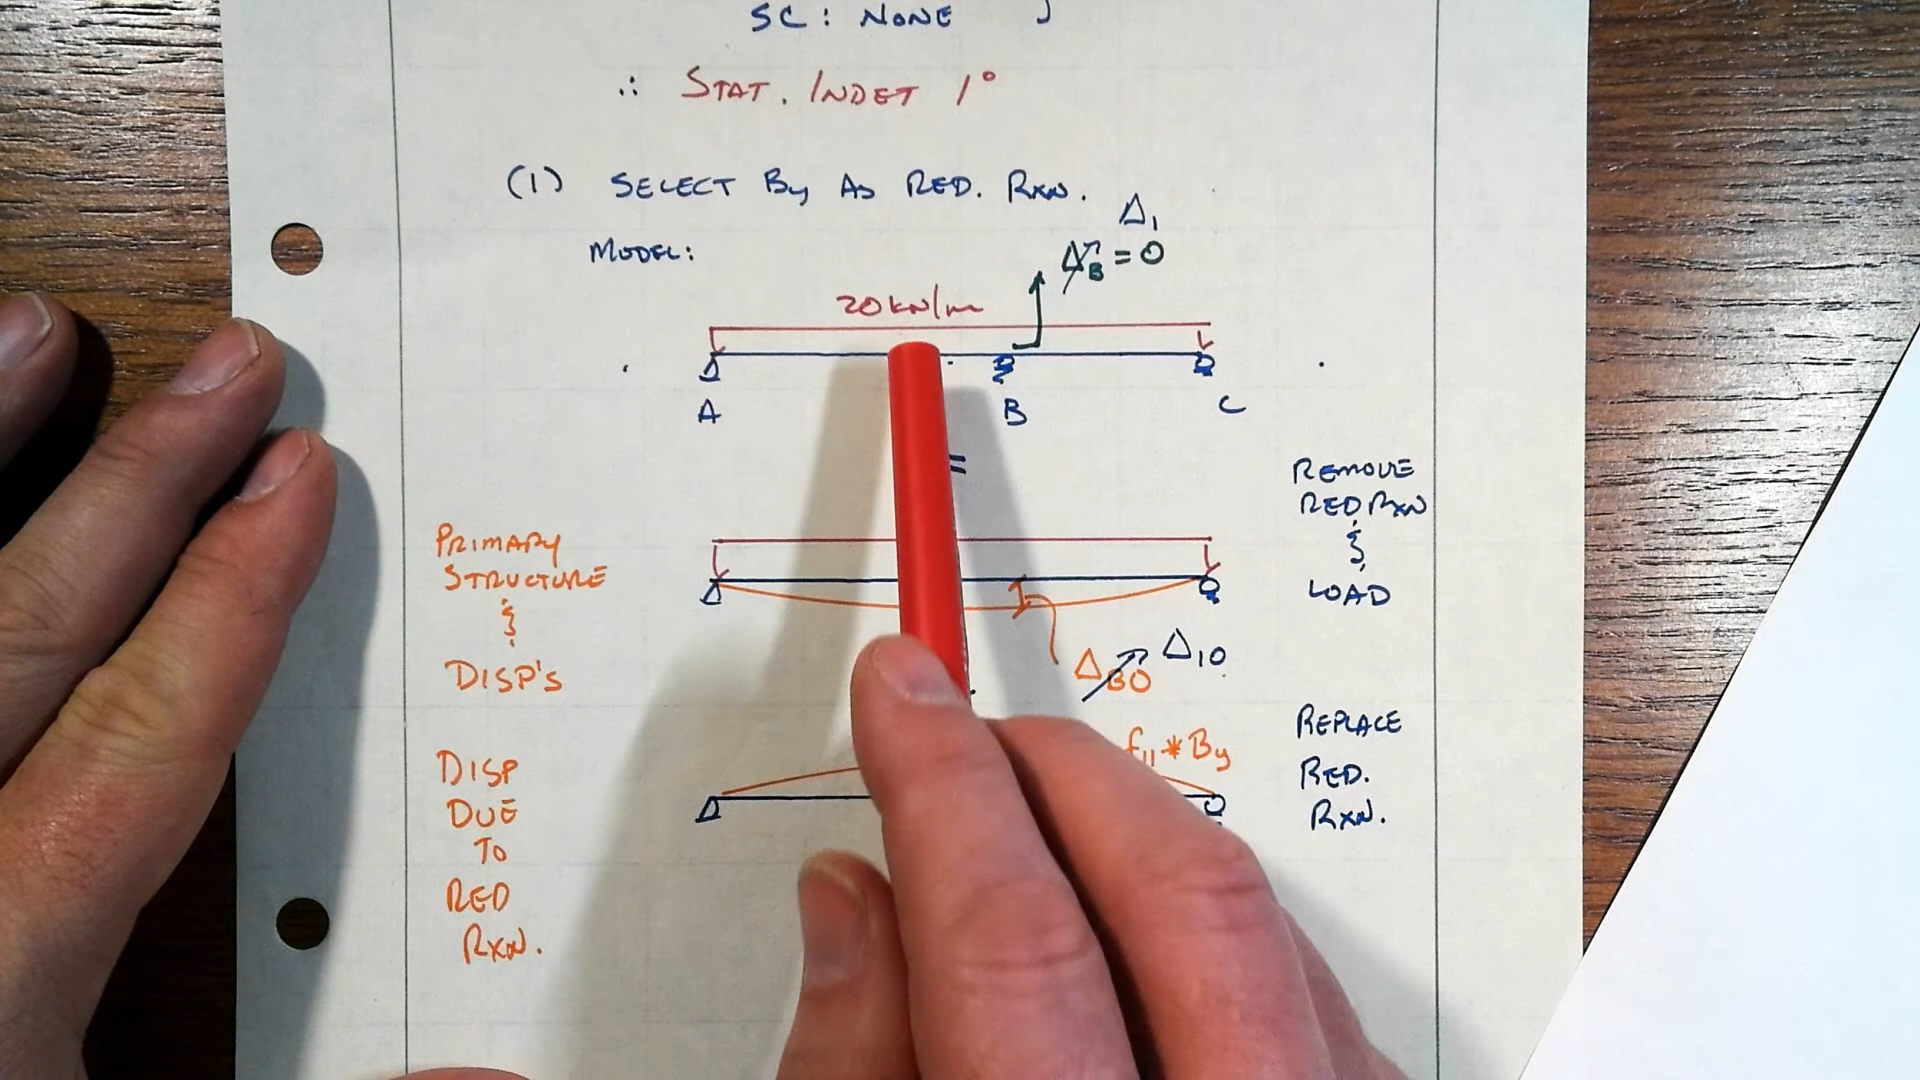 SC: NONE }
∴ STAT. INDET 1°
(1) SELECT By AS RED. RXN.
Δ1
MODEL:
ΔB = 0
20 kN/m
A B C
=
REMOVE
RED RXN
&
LOAD
PRIMARY
STRUCTURE
&
DISP'S
ΔB0 Δ10
REPLACE
RED.
RXN.
f11 * By
DISP
DUE
TO
RED
RXN.